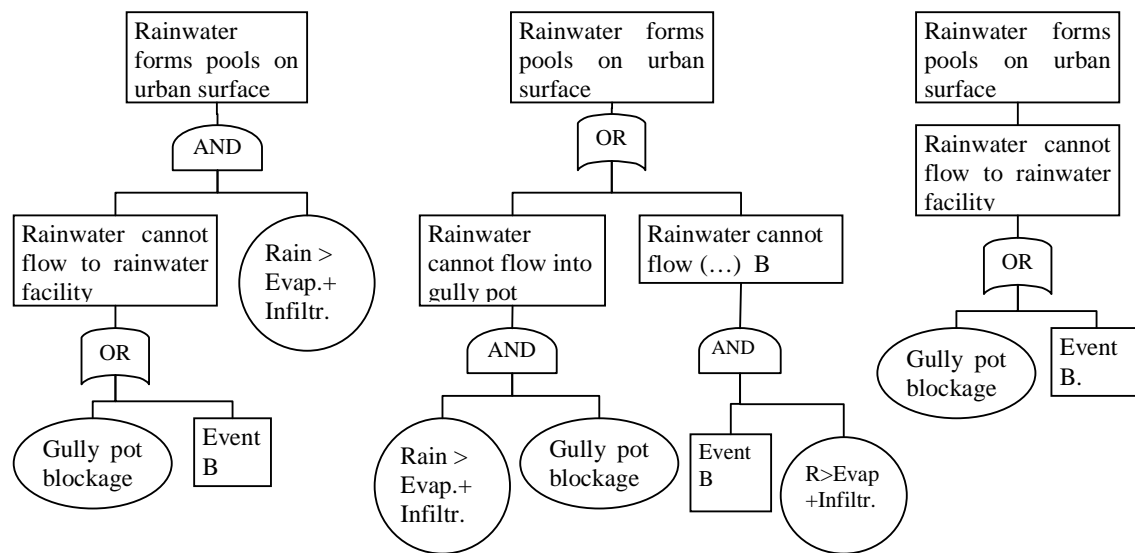 Rainwater
forms pools on
urban surface
AND
Rainwater cannot
flow to rainwater
facility
Rain >
Evap.+
Infiltr.
OR
Gully pot
blockage
Event
B
Rainwater forms
pools on urban
surface
OR
Rainwater
cannot flow into
gully pot
Rainwater cannot
flow (…) B
AND
AND
Rain >
Evap.+
Infiltr.
Gully pot
blockage
Event
B
R>Evap
+Infiltr.
Rainwater forms
pools on urban
surface
Rainwater cannot
flow to rainwater
facility
OR
Gully pot
blockage
Event
B.